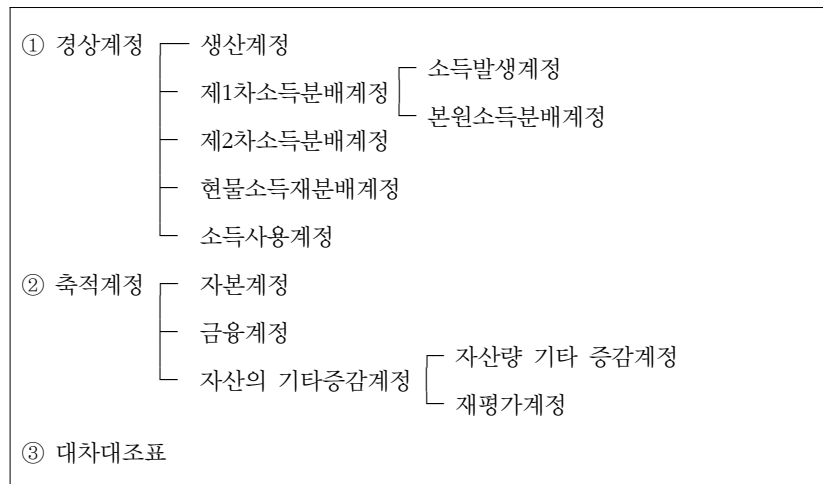 ① 경상계정 생산계정
제1차소득분배계정 소득발생계정
본원소득분배계정
제2차소득분배계정
현물소득재분배계정
소득사용계정
② 축적계정 자본계정
금융계정
자산의 기타증감계정 자산량 기타 증감계정
재평가계정
③ 대차대조표